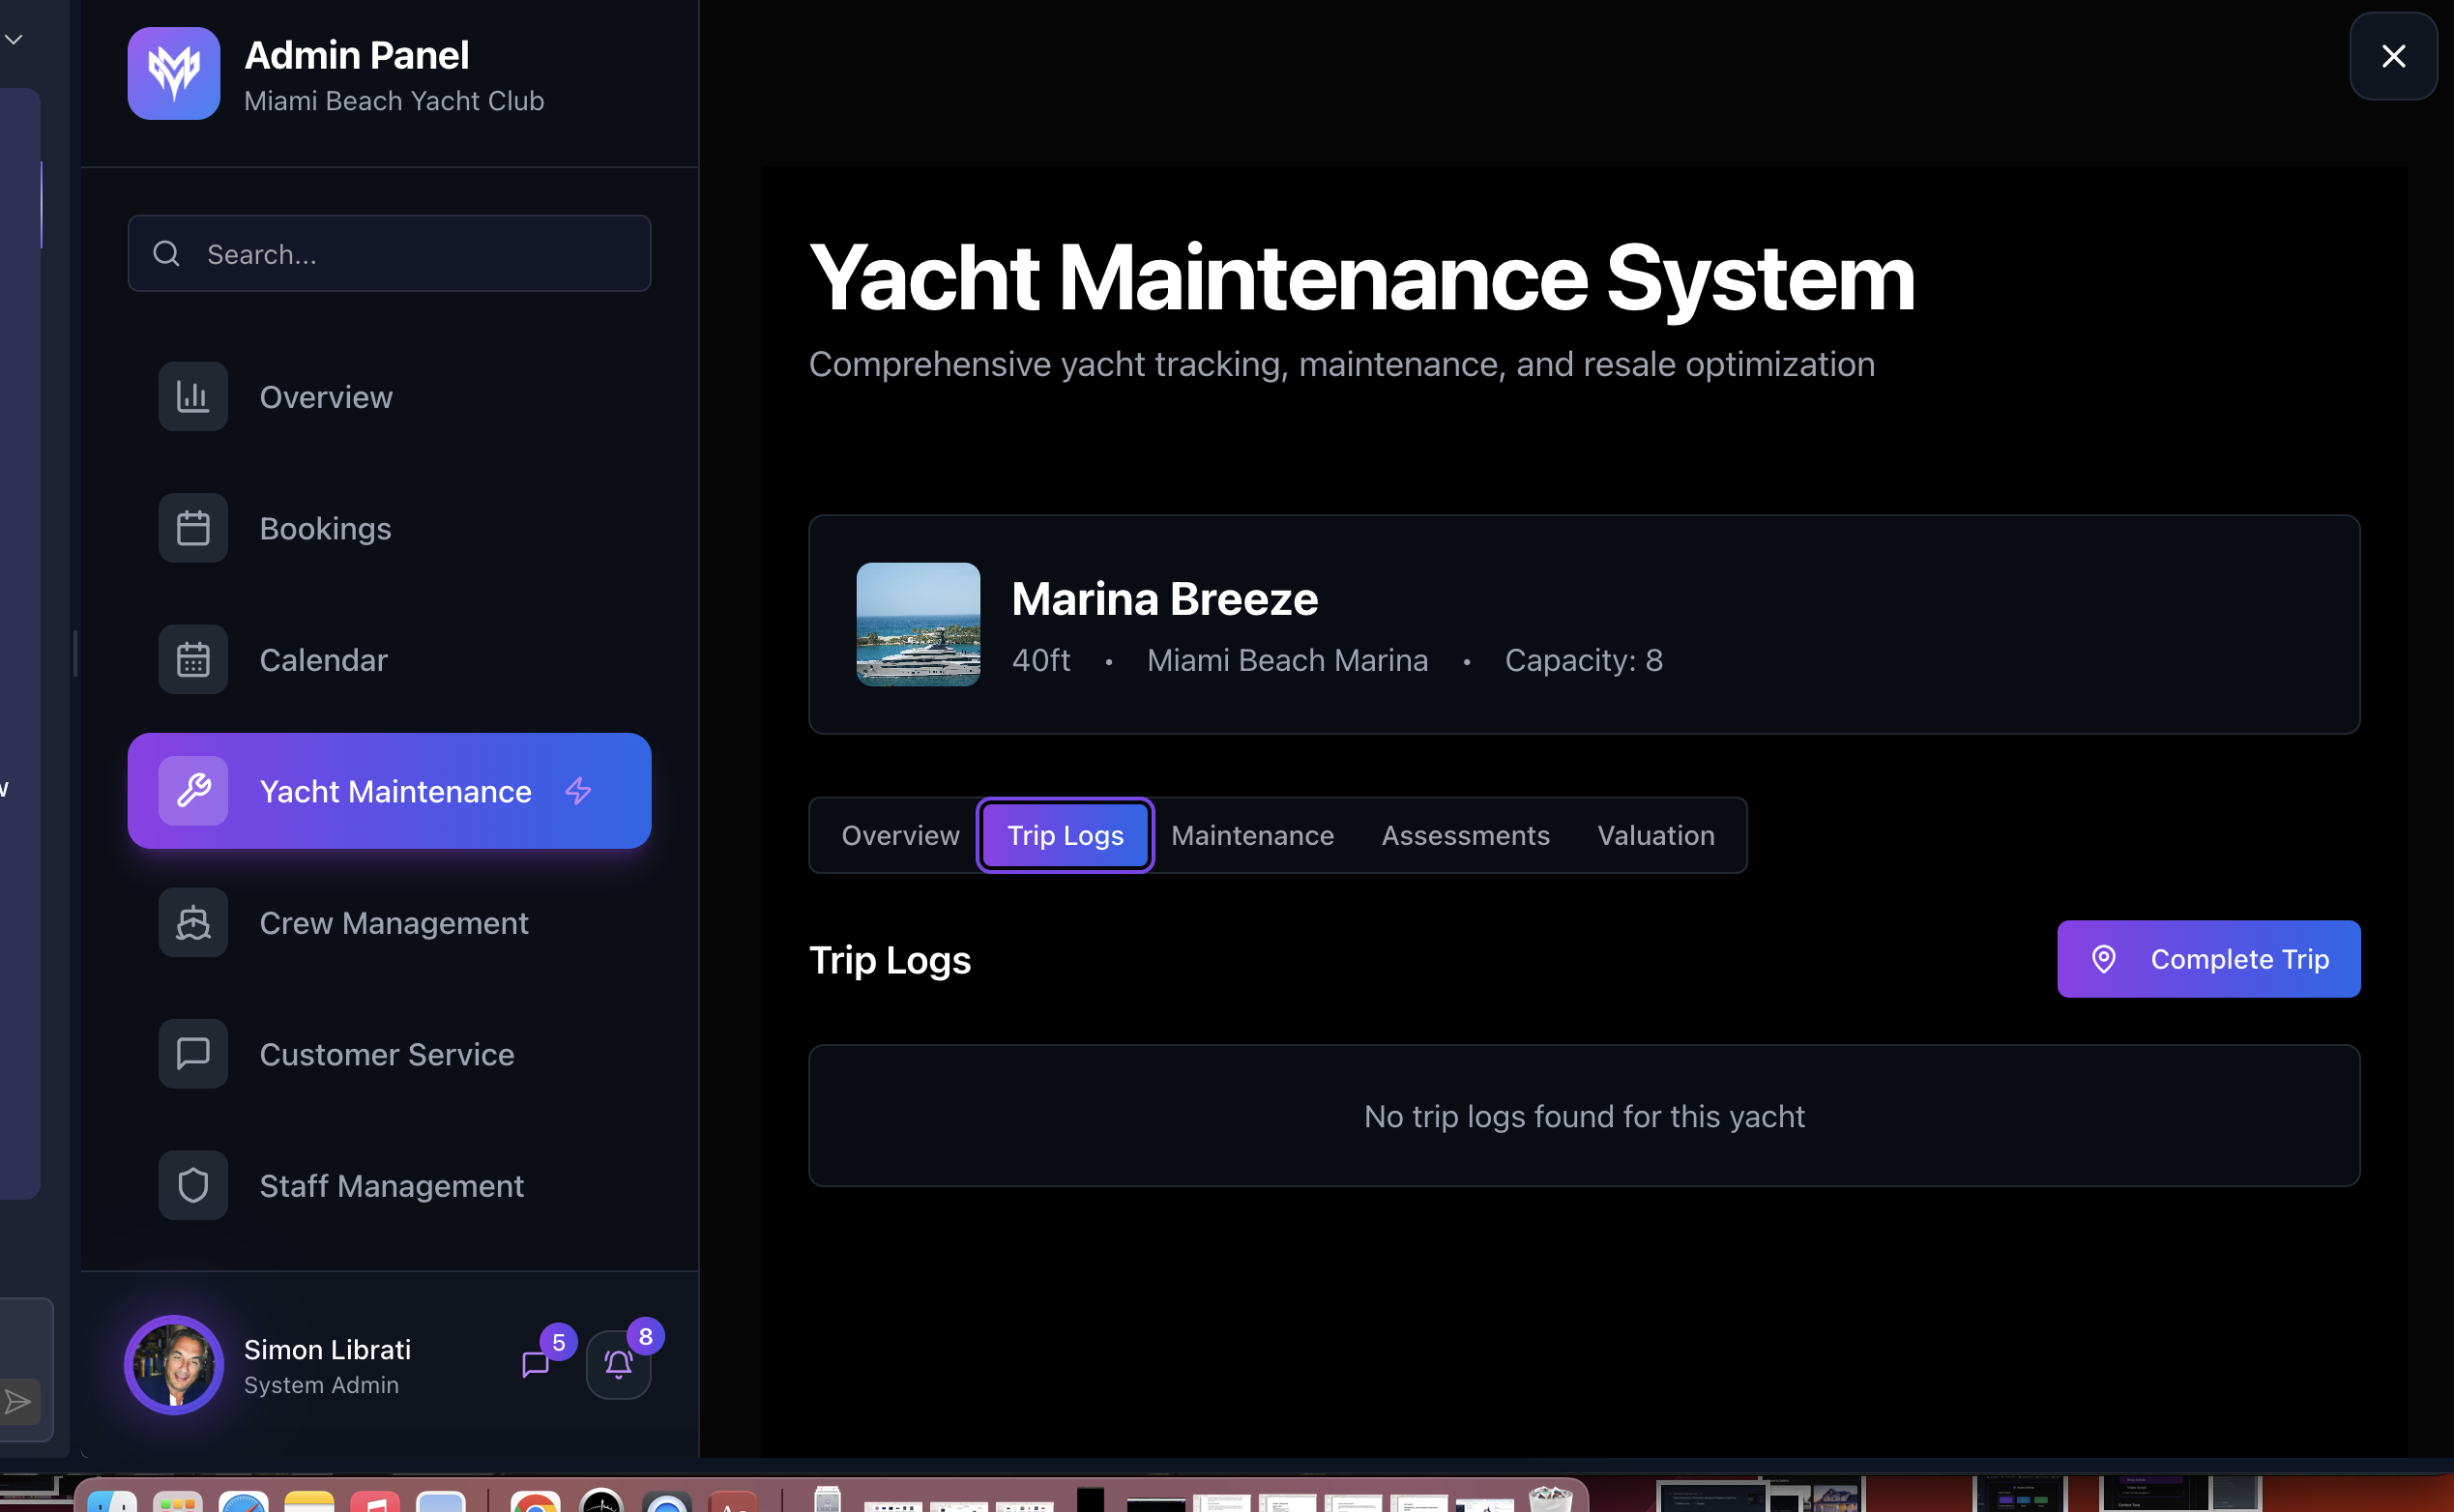 Admin Panel
Miami Beach Yacht Club
Search...
Overview
Bookings
Calendar
Yacht Maintenance
Crew Management
Customer Service
Staff Management
Simon Librati
System Admin
5
8
Yacht Maintenance System
Comprehensive yacht tracking, maintenance, and resale optimization
Marina Breeze
40ft • Miami Beach Marina • Capacity: 8
Overview Trip Logs Maintenance Assessments Valuation
Trip Logs
Complete Trip
No trip logs found for this yacht